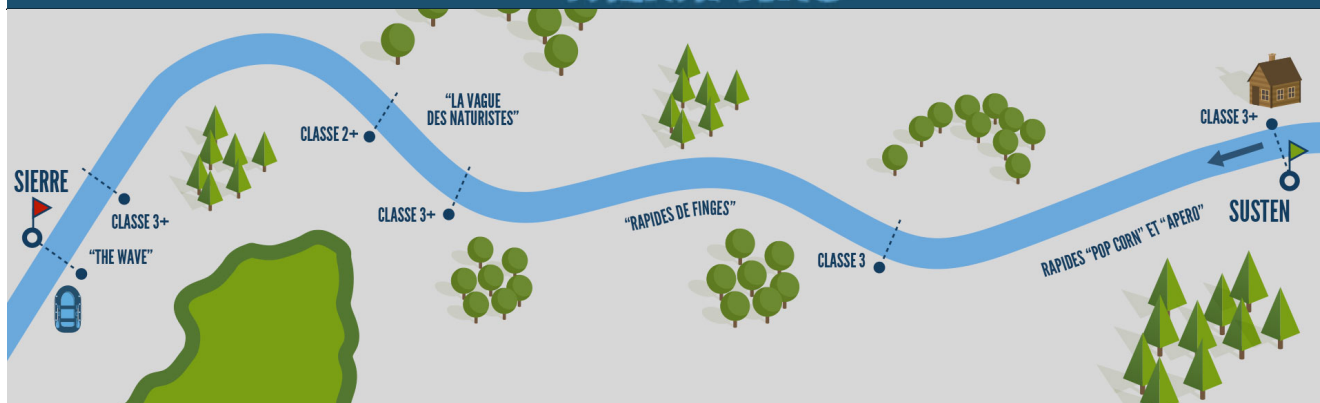 "LA VAGUE
DES NATURISTES"
CLASSE 2+
CLASSE 3+
SIERRE
CLASSE 3+
CLASSE 3+
"RAPIDES DE FINGES"
SUSTEN
RAPIDES "POP CORN" ET "APERO"
"THE WAVE"
CLASSE 3